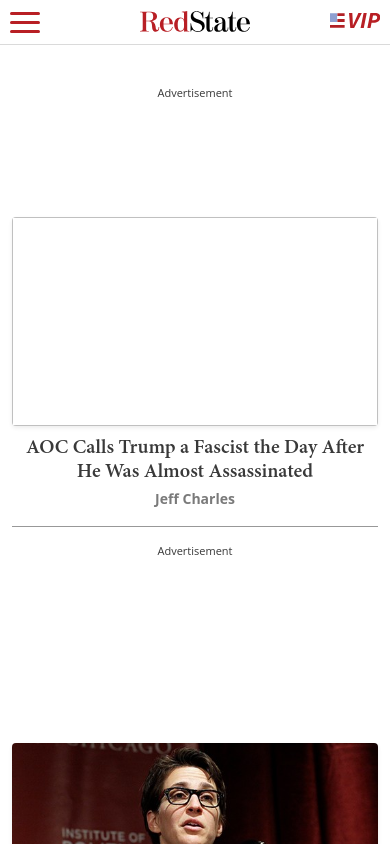 RedState
VIP
Advertisement
AOC Calls Trump a Fascist the Day After
He Was Almost Assassinated
Jeff Charles
Advertisement
CHICAGO
INSTITUTE OF